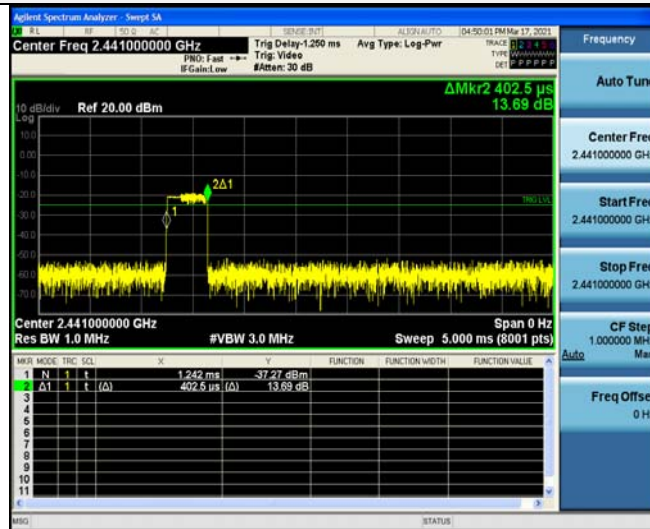 Agilent Spectrum Analyzer - Swept SA
RL RF 50 Ω AC SENSE:INT ALIGN AUTO 04:50:01 PM Mar 17, 2021
Center Freq 2.441000000 GHz
PNO: Fast
IFGain:Low
Trig Delay-1.250 ms
Trig: Video
#Atten: 30 dB
Avg Type: Log-Pwr
TRACE 1 2 3 4 5 6
TYPE
DET P P P P P P
ΔMkr2 402.5 µs
13.69 dB
10 dB/div Ref 20.00 dBm
Log
10.0
0.00
-10.0
-20.0
-30.0
-40.0
-50.0
-60.0
-70.0
2Δ1
1
TRIG LVL
Center 2.441000000 GHz Span 0 Hz
Res BW 1.0 MHz #VBW 3.0 MHz Sweep 5.000 ms (8001 pts)
MKR MODE TRC SCL X Y FUNCTION FUNCTION WIDTH FUNCTION VALUE
1 N 1 t 1.242 ms -37.27 dBm
2 Δ1 1 t (Δ) 402.5 us (Δ) 13.69 dB
3
4
5
6
7
8
9
10
11
MSG STATUS
Frequency
Auto Tun
Center Fre
2.441000000 GH
Start Fre
2.441000000 GH
Stop Fre
2.441000000 GH
CF Step
1.000000 MH
Auto Ma
Freq Offse
0 H